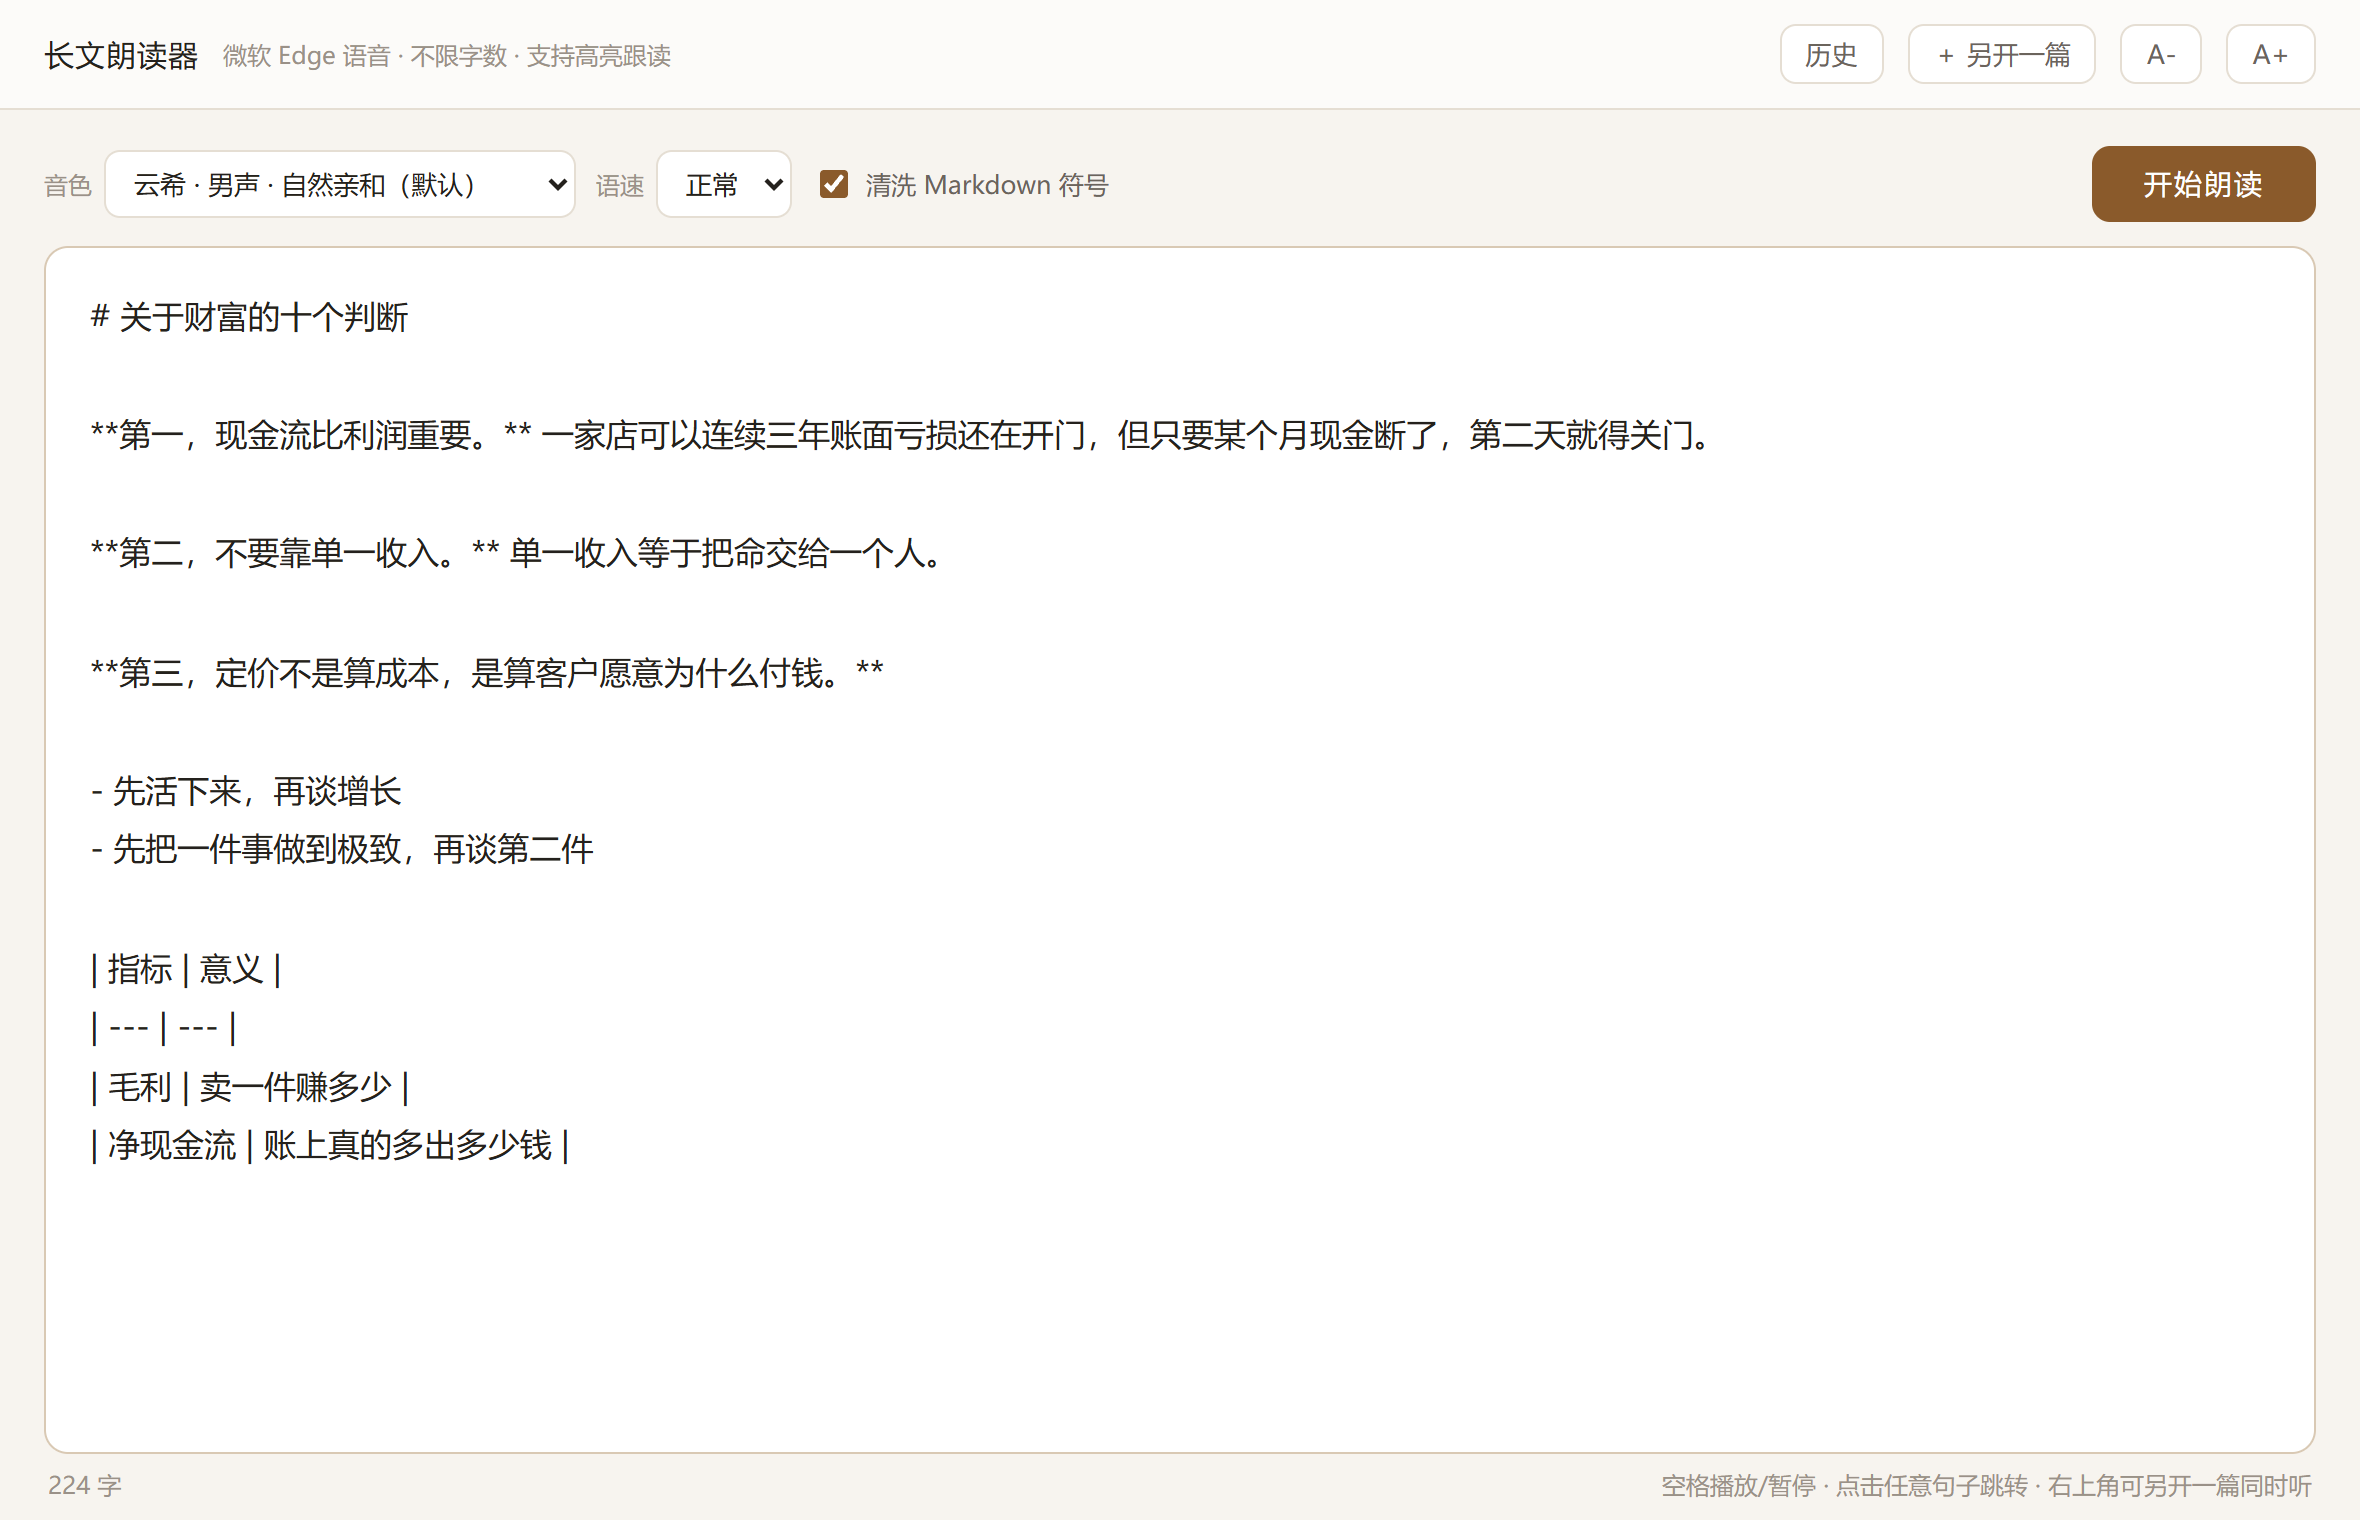 长文朗读器 微软 Edge 语音 · 不限字数 · 支持高亮跟读 历史 + 另开一篇 A- A+
音色 云希 · 男声 · 自然亲和（默认） 语速 正常 清洗 Markdown 符号 开始朗读
# 关于财富的十个判断
**第一，现金流比利润重要。** 一家店可以连续三年账面亏损还在开门，但只要某个月现金断了，第二天就得关门。
**第二，不要靠单一收入。** 单一收入等于把命交给一个人。
**第三，定价不是算成本，是算客户愿意为什么付钱。**
- 先活下来，再谈增长
- 先把一件事做到极致，再谈第二件
| 指标 | 意义 |
| --- | --- |
| 毛利 | 卖一件赚多少 |
| 净现金流 | 账上真的多出多少钱 |
224 字 空格播放/暂停 · 点击任意句子跳转 · 右上角可另开一篇同时听